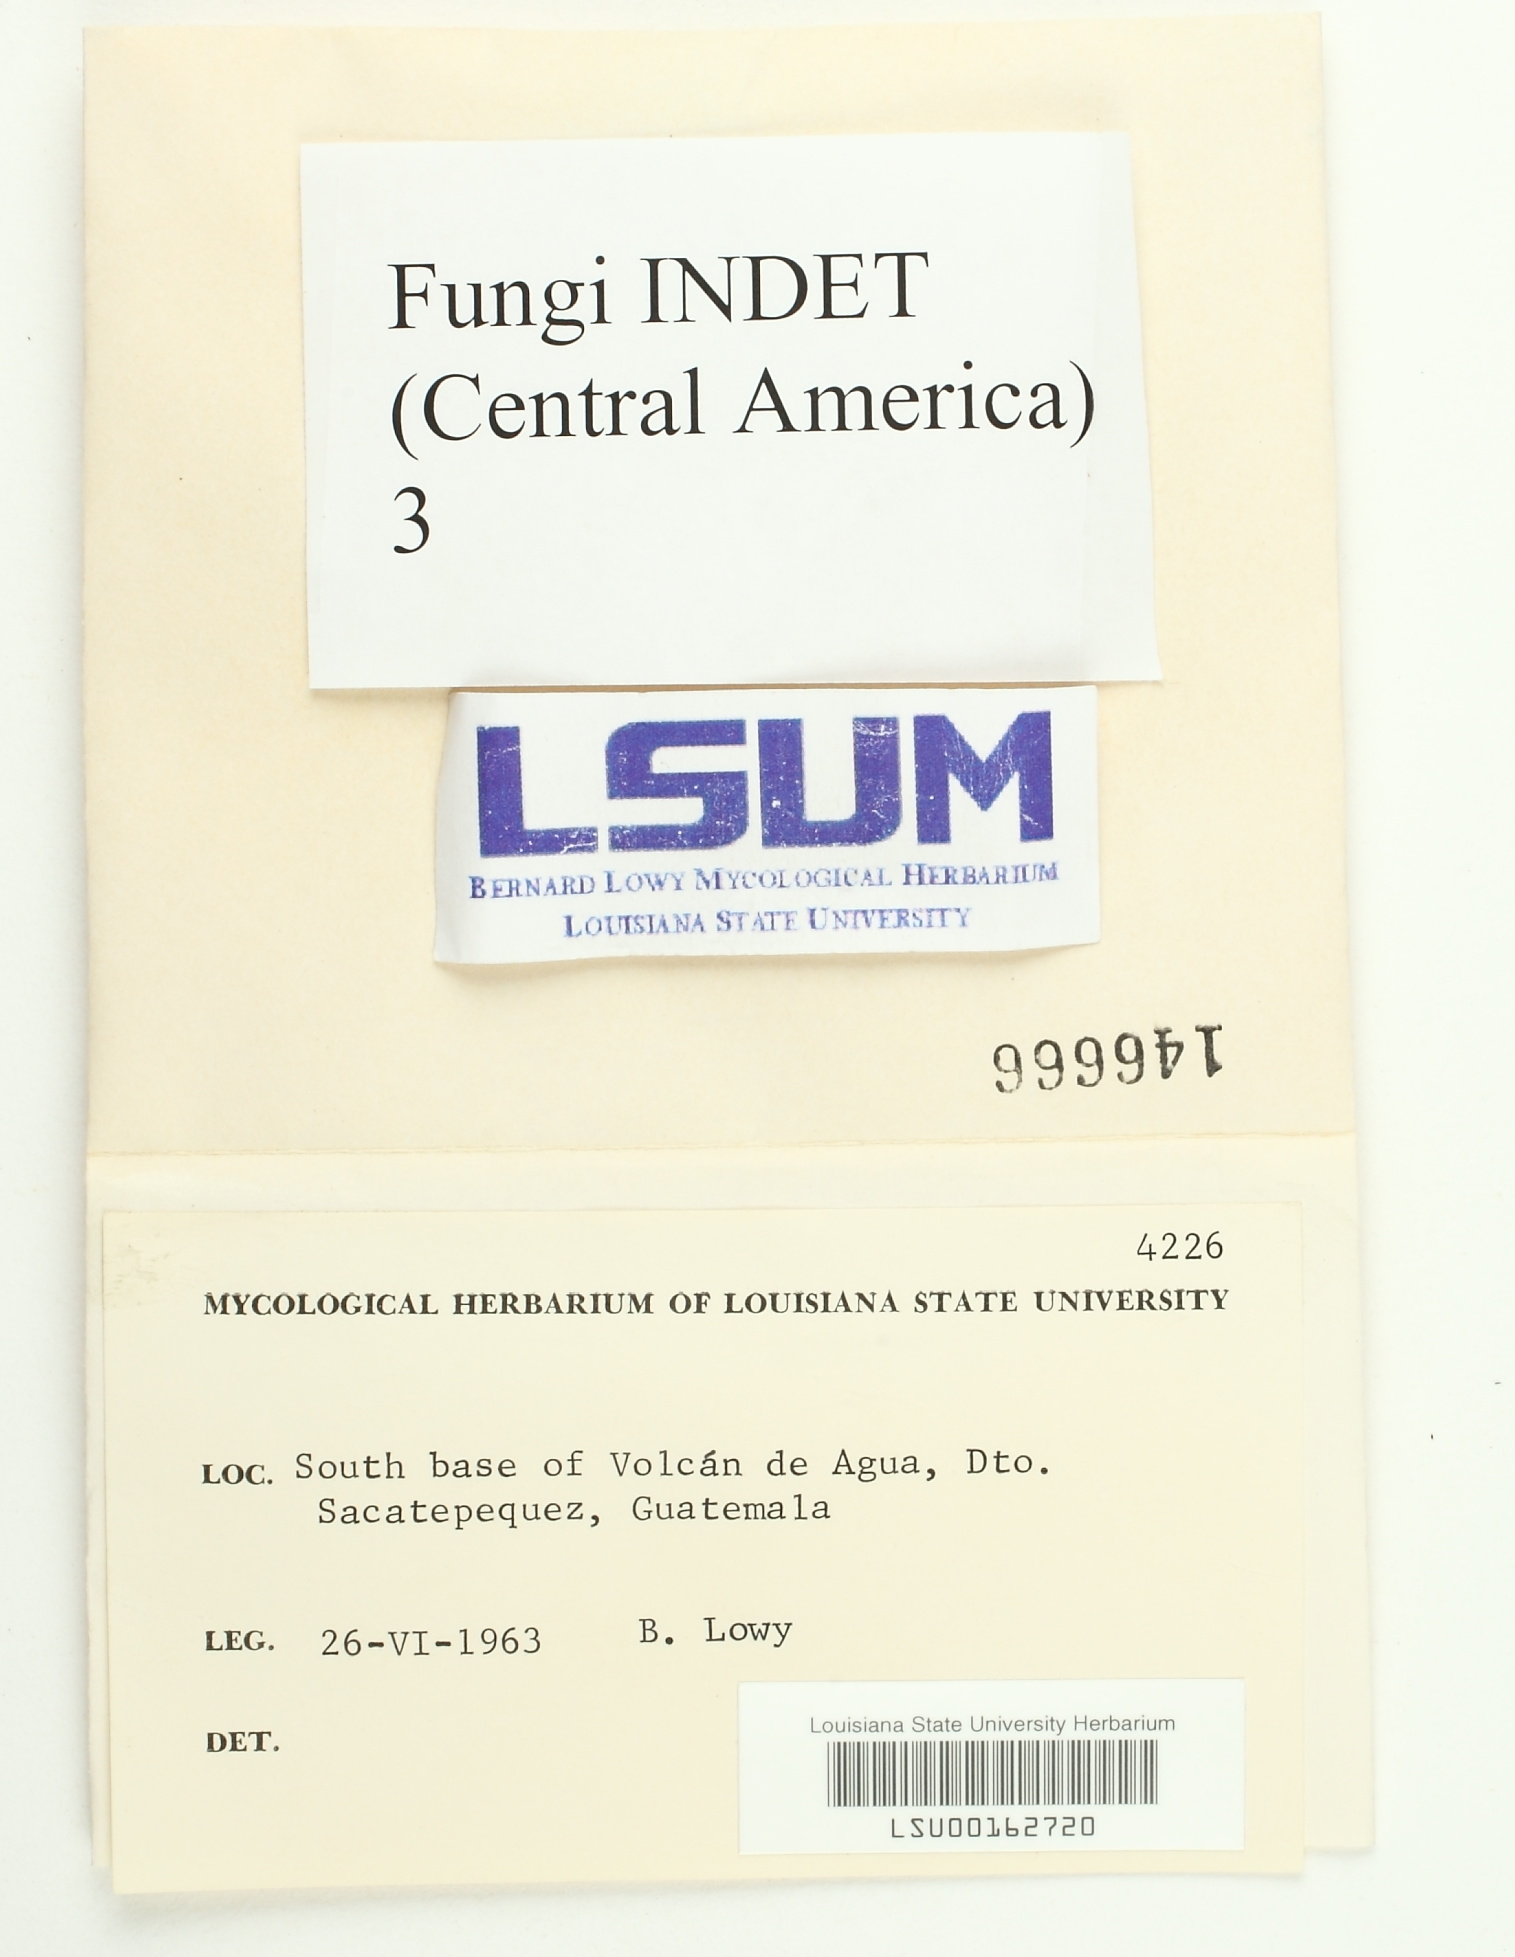 Fungi INDET
(Central America)
3
LSUM
BERNARD LOWY MYCOLOGICAL HERBARIUM
LOUISIANA STATE UNIVERSITY
146666
4226
MYCOLOGICAL HERBARIUM OF LOUISIANA STATE UNIVERSITY
LOC. South base of Volcán de Agua, Dto.
Sacatepequez, Guatemala
LEG. 26-VI-1963 B. Lowy
DET.
Louisiana State University Herbarium
LSU00162720